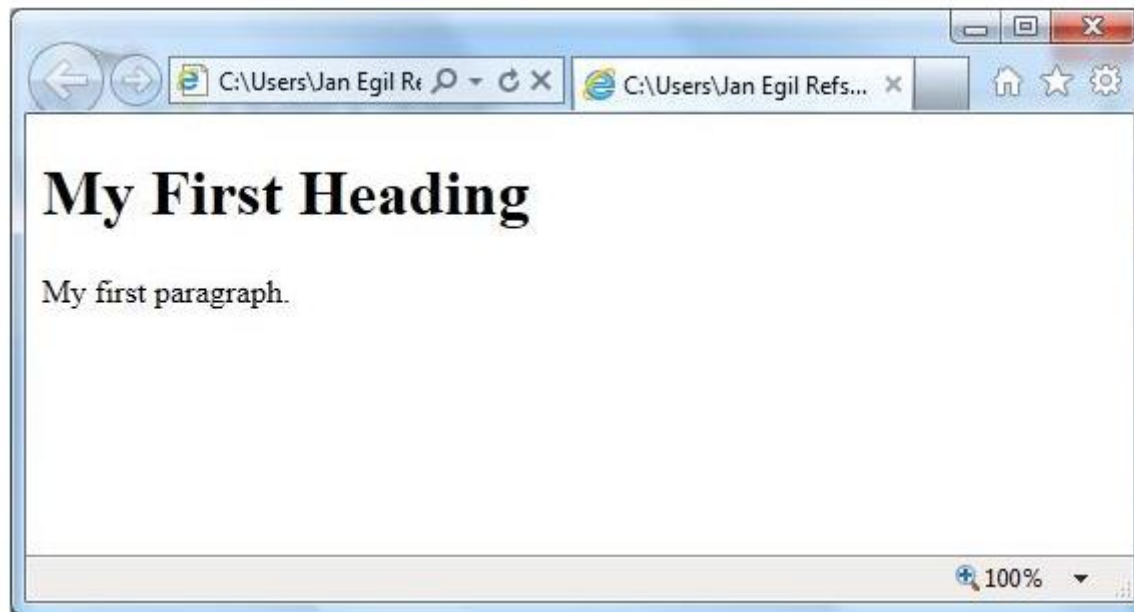 C:\Users\Jan Egil Re
C:\Users\Jan Egil Refs...
My First Heading
My first paragraph.
100%